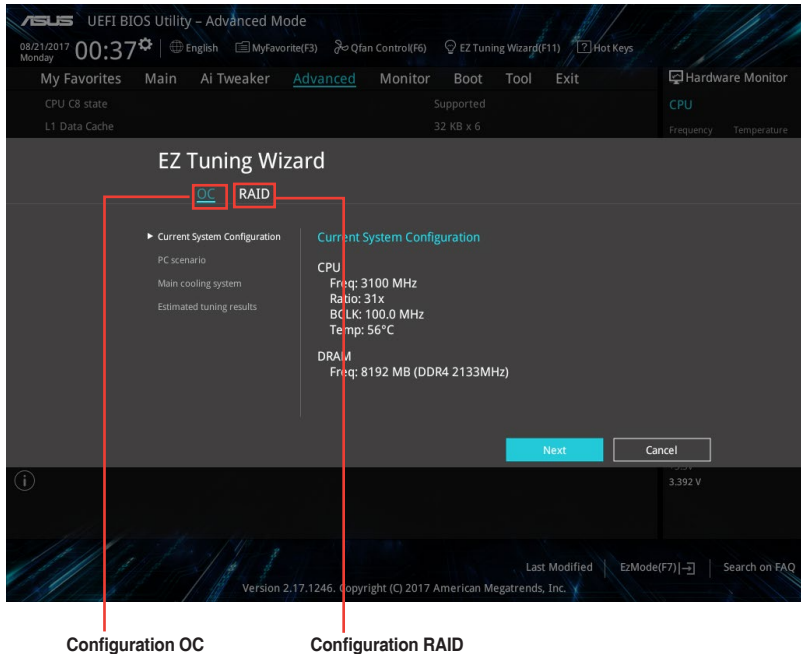 ASUS UEFI BIOS Utility – Advanced Mode
08/21/2017 Monday 00:37 English MyFavorite(F3) Qfan Control(F6) EZ Tuning Wizard(F11) ? Hot Keys
My Favorites Main Ai Tweaker Advanced Monitor Boot Tool Exit
Hardware Monitor
CPU C8 state Supported
CPU
L1 Data Cache 32 KB x 6
Frequency Temperature
EZ Tuning Wizard
OC RAID
Current System Configuration
PC scenario
Main cooling system
Estimated tuning results
Current System Configuration
CPU
Freq: 3100 MHz
Ratio: 31x
BCLK: 100.0 MHz
Temp: 56°C
DRAM
Freq: 8192 MB (DDR4 2133MHz)
Next Cancel
3.392 V
Last Modified EzMode(F7) Search on FAQ
Version 2.17.1246. Copyright (C) 2017 American Megatrends, Inc.
Configuration OC Configuration RAID